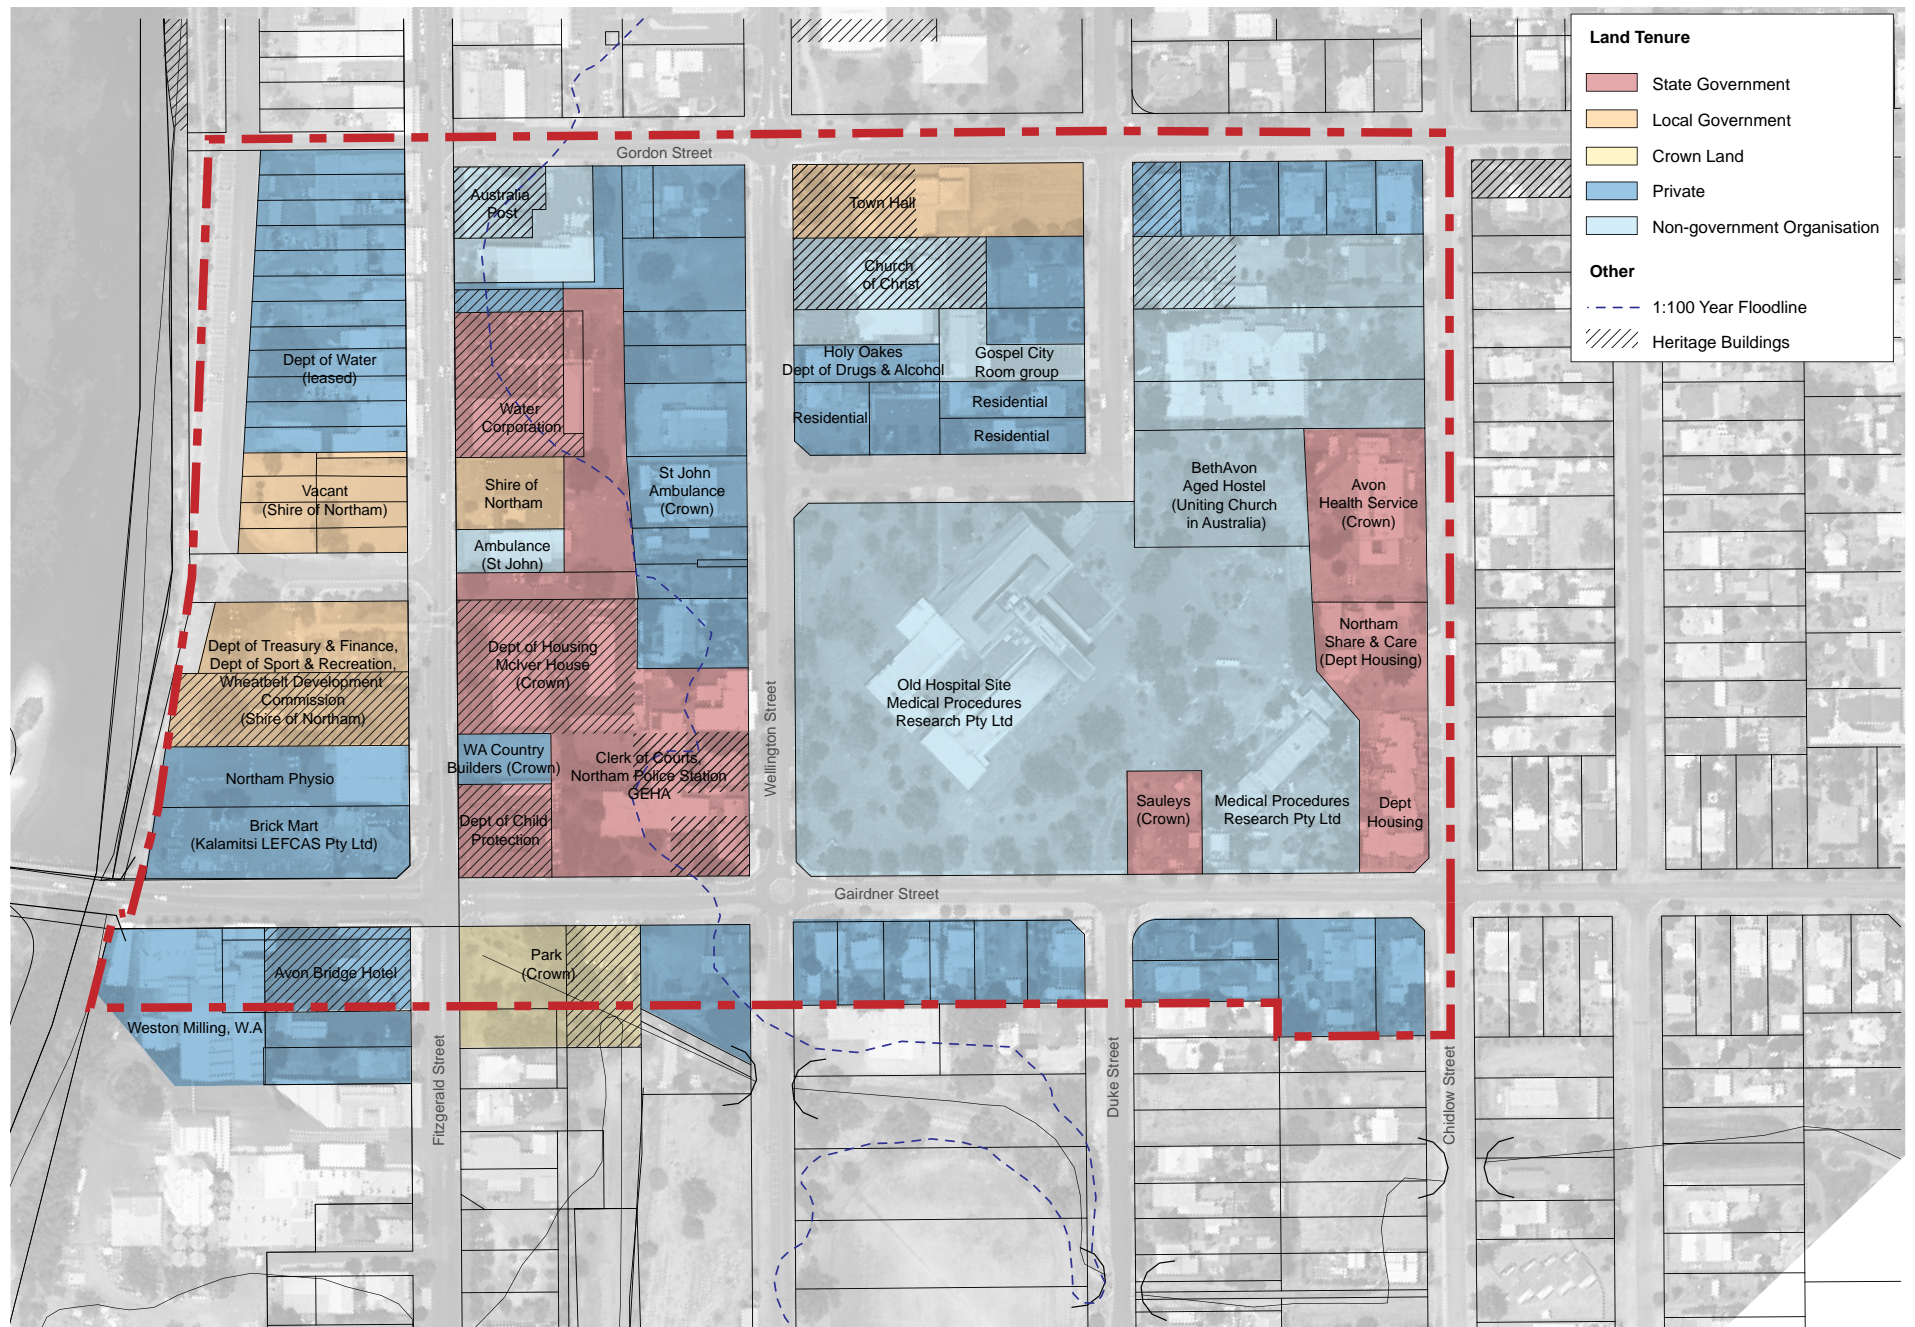 Land Tenure
State Government
Local Government
Crown Land
Private
Non-government Organisation
Other
1:100 Year Floodline
Heritage Buildings
Gordon Street
Australia
Post
Town Hall
Church
of Christ
Dept of Water
(leased)
Holy Oakes
Dept of Drugs & Alcohol
Gospel City
Room group
Residential
Residential
Residential
Water
Corporation
Vacant
(Shire of Northam)
Shire of
Northam
St John
Ambulance
(Crown)
BethAvon
Aged Hostel
(Uniting Church
in Australia)
Avon
Health Service
(Crown)
Ambulance
(St John)
Dept of Treasury & Finance,
Dept of Sport & Recreation,
Wheatbelt Development
Commission
(Shire of Northam)
Dept of Housing
McIver House
(Crown)
Northam
Share & Care
(Dept Housing)
Old Hospital Site
Medical Procedures
Research Pty Ltd
Wellington Street
Northam Physio
WA Country
Builders (Crown)
Clerk of Courts,
Northam Police Station
GEHA
Brick Mart
(Kalamitsi LEFCAS Pty Ltd)
Dept of Child
Protection
Sauleys
(Crown)
Medical Procedures
Research Pty Ltd
Dept
Housing
Gairdner Street
Avon Bridge Hotel
Park
(Crown)
Weston Milling, W.A
Fitzgerald Street
Duke Street
Chidlow Street